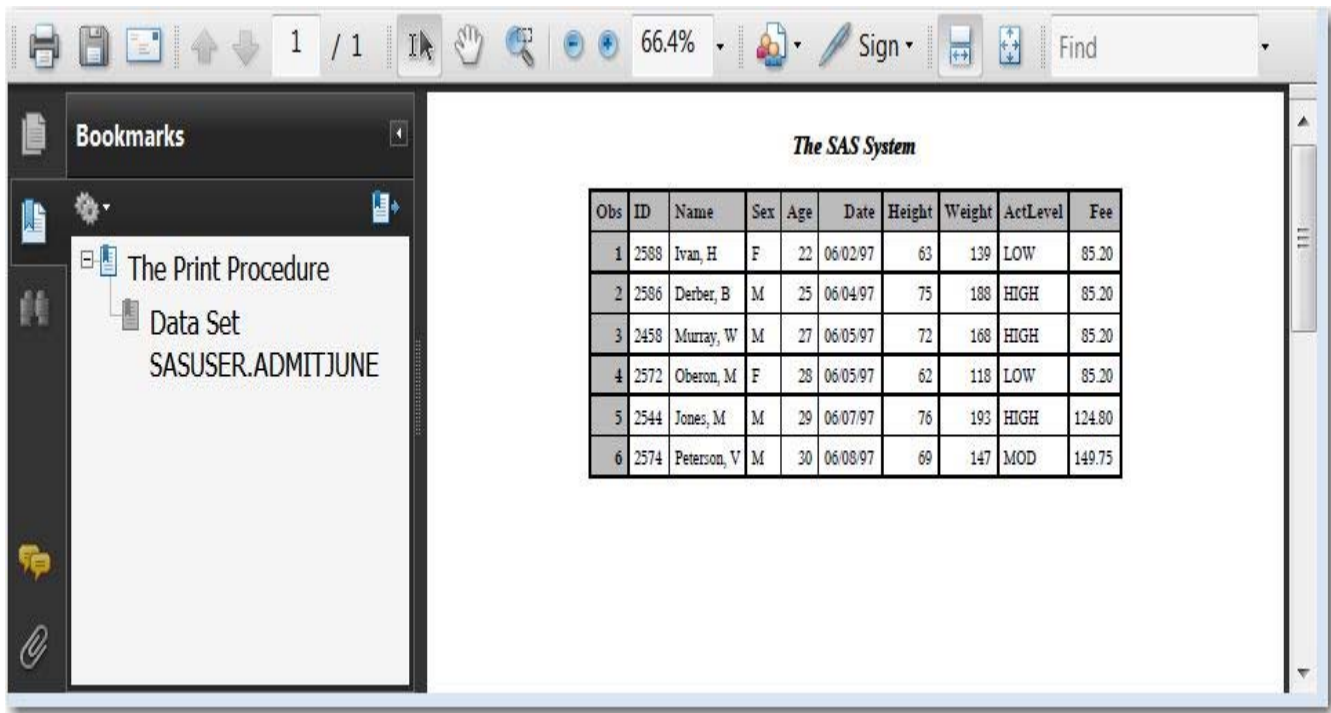 1 / 1 66.4% Sign Find
Bookmarks
The Print Procedure
Data Set
SASUSER.ADMITJUNE
The SAS System
Obs ID Name Sex Age Date Height Weight ActLevel Fee
1 2588 Ivan, H F 22 06/02/97 63 139 LOW 85.20
2 2586 Derber, B M 25 06/04/97 75 188 HIGH 85.20
3 2458 Murray, W M 27 06/05/97 72 168 HIGH 85.20
4 2572 Oberon, M F 28 06/05/97 62 118 LOW 85.20
5 2544 Jones, M M 29 06/07/97 76 193 HIGH 124.80
6 2574 Peterson, V M 30 06/08/97 69 147 MOD 149.75